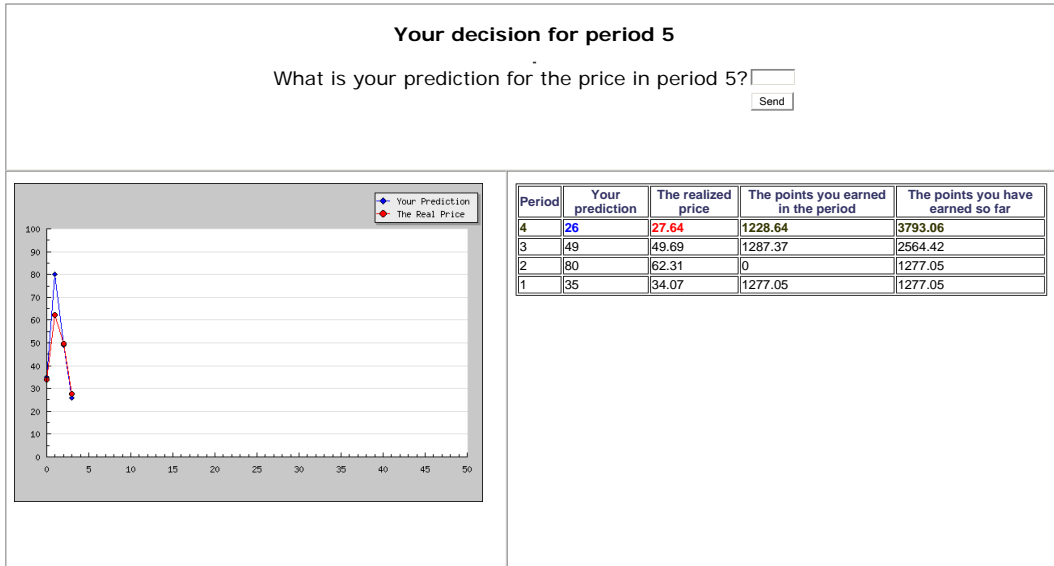 Your decision for period 5
-
What is your prediction for the price in period 5?
Send
Your Prediction
The Real Price
100
90
80
70
60
50
40
30
20
10
0
0 5 10 15 20 25 30 35 40 45 50
Period Your prediction The realized price The points you earned in the period The points you have earned so far
4 26 27.64 1228.64 3793.06
3 49 49.69 1287.37 2564.42
2 80 62.31 0 1277.05
1 35 34.07 1277.05 1277.05